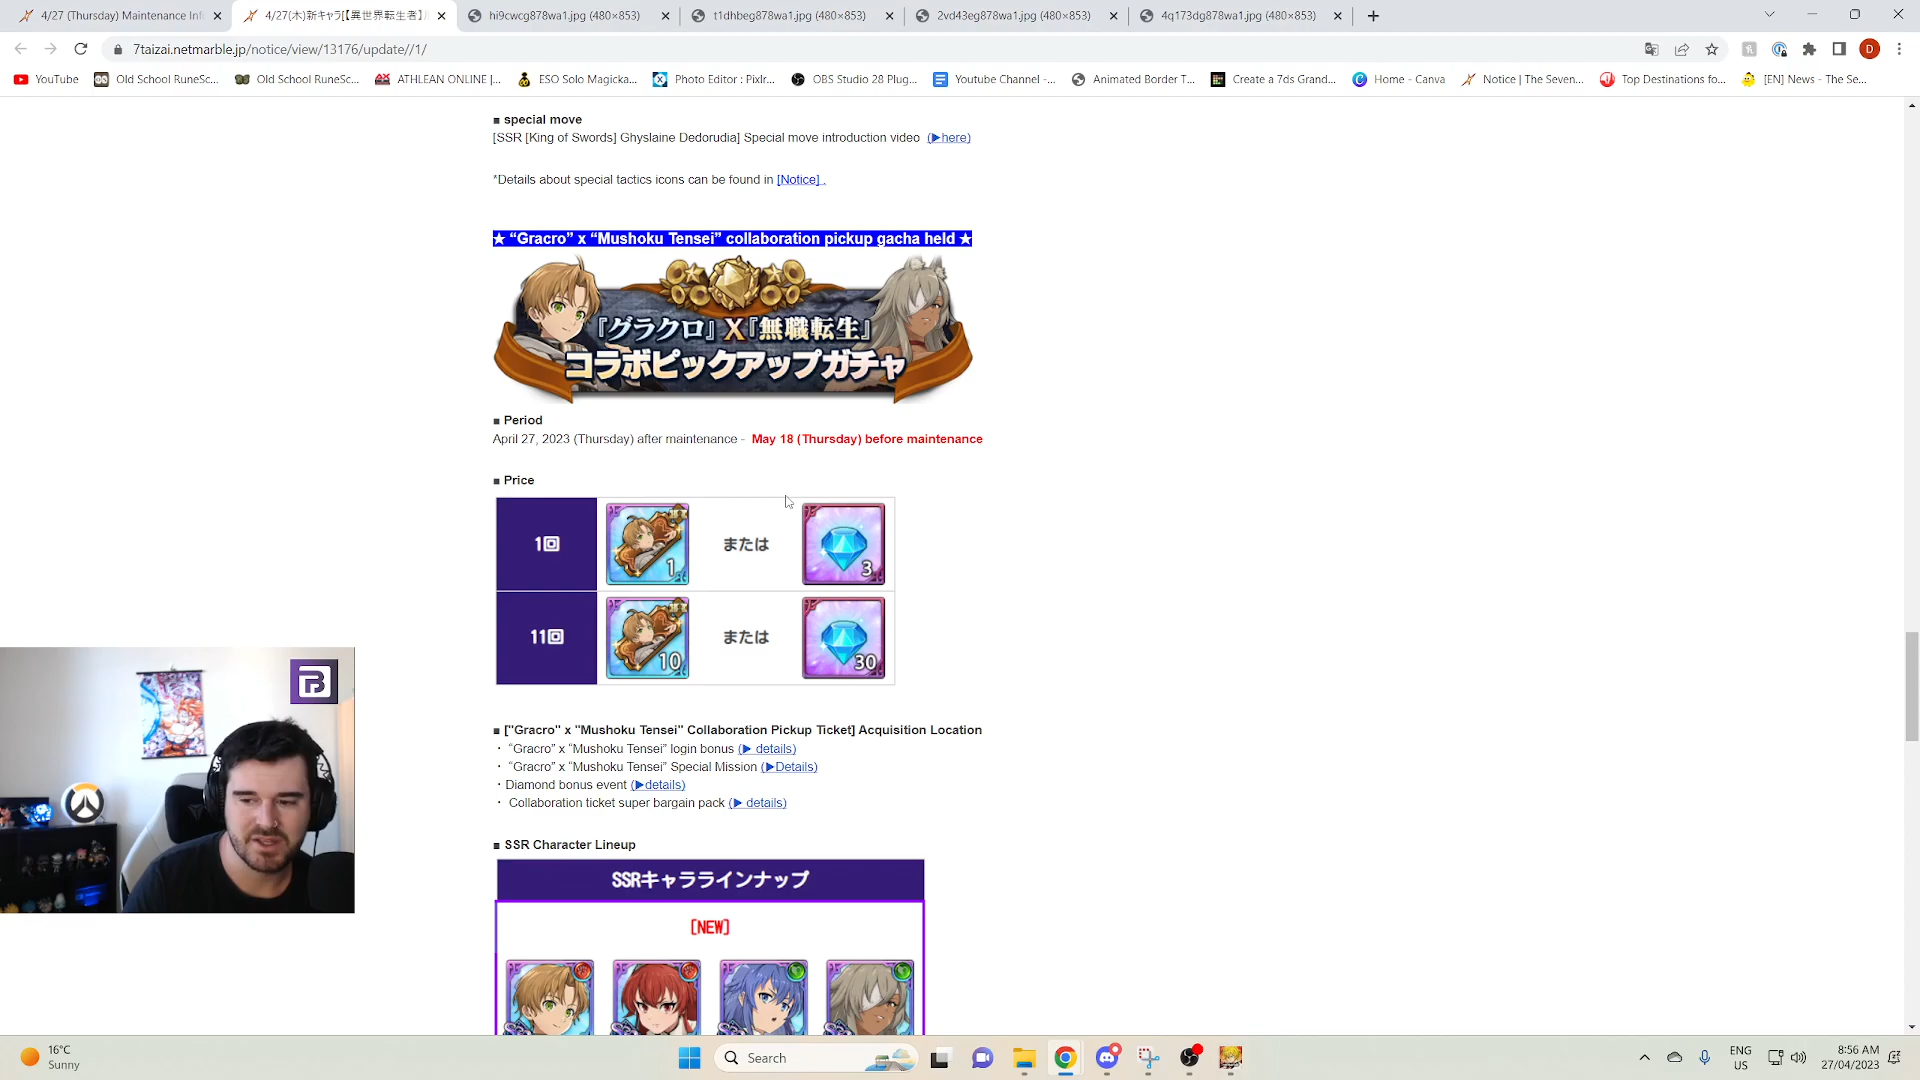 4/27 (Thursday) Maintenance Inf
4/27(木)新キャラ【異世界転生者】ル
hi9cwcg878wa1.jpg (480×853)
t1dhbeg878wa1.jpg (480×853)
2vd43eg878wa1.jpg (480×853)
4q173dg878wa1.jpg (480×853)
7taizai.netmarble.jp/notice/view/13176/update//1/
D
YouTube
Old School RuneSc...
Old School RuneSc...
ATHLEAN ONLINE |...
ESO Solo Magicka...
Photo Editor : Pixlr...
OBS Studio 28 Plug...
Youtube Channel -...
Animated Border T...
Create a 7ds Grand...
Home - Canva
Notice | The Seven...
Top Destinations fo...
[EN] News - The Se...
■ special move
[SSR [King of Swords] Ghyslaine Dedorudia] Special move introduction video (▶here)
*Details about special tactics icons can be found in [Notice] .
★ “Gracro” x “Mushoku Tensei” collaboration pickup gacha held ★
『グラクロ』X『無職転生』
コラボピックアップガチャ
■ Period
April 27, 2023 (Thursday) after maintenance - May 18 (Thursday) before maintenance
■ Price
1回 1 または 3
11回 10 または 30
■ ["Gracro" x "Mushoku Tensei" Collaboration Pickup Ticket] Acquisition Location
・ “Gracro” x “Mushoku Tensei” login bonus (▶ details)
・ “Gracro” x “Mushoku Tensei” Special Mission (▶Details)
・Diamond bonus event (▶details)
・ Collaboration ticket super bargain pack (▶ details)
■ SSR Character Lineup
SSRキャララインナップ
[NEW]
16°C
Sunny
Search
ENG
US
8:56 AM
27/04/2023